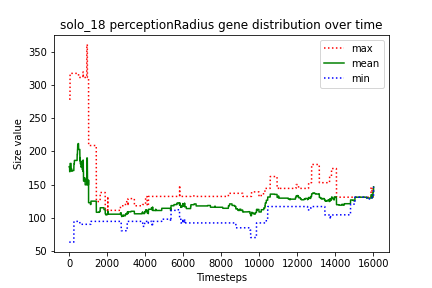 solo_18 perceptionRadius gene distribution over time
max
mean
min
350
300
250
200
150
100
50
Size value
0 2000 4000 6000 8000 10000 12000 14000 16000
Timesteps